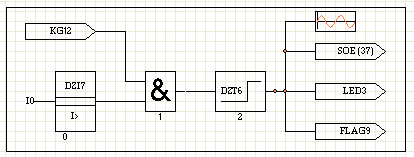 KG12
SOE (37)
DZI7
I0
I>
0
&
1
DZT6
2
LED3
FLAG9